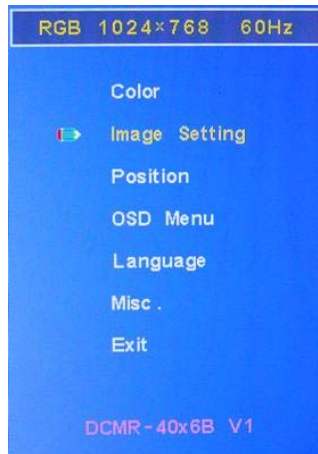 RGB 1024×768 60Hz
Color
Image Setting
Position
OSD Menu
Language
Misc.
Exit
DCMR-40x6B V1